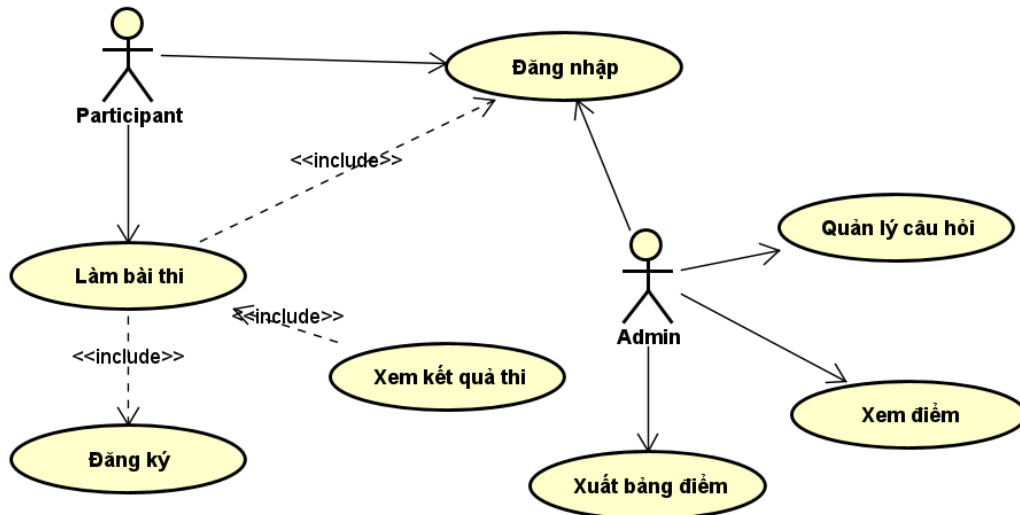 Đăng nhập
Participant
<<include>>
Quản lý câu hỏi
Làm bài thi
<<include>>
Admin
<<include>>
Xem kết quả thi
Xem điểm
Đăng ký
Xuất bảng điểm